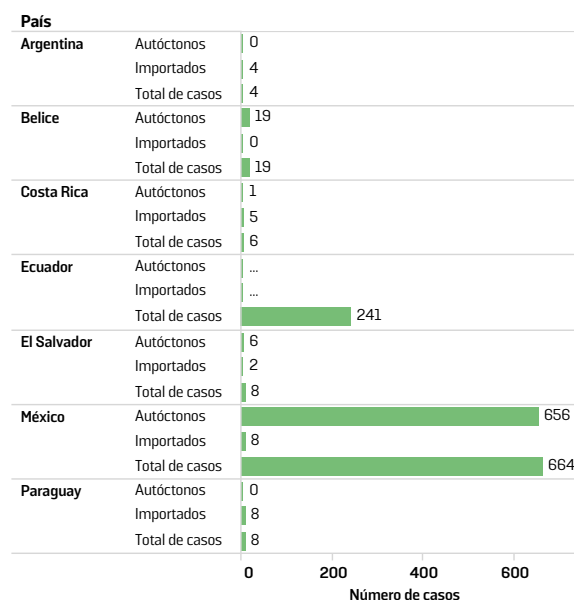 País
Argentina Autóctonos 0
Importados 4
Total de casos 4
Belice Autóctonos 19
Importados 0
Total de casos 19
Costa Rica Autóctonos 1
Importados 5
Total de casos 6
Ecuador Autóctonos ...
Importados ...
Total de casos 241
El Salvador Autóctonos 6
Importados 2
Total de casos 8
México Autóctonos 656
Importados 8
Total de casos 664
Paraguay Autóctonos 0
Importados 8
Total de casos 8
0 200 400 600
Número de casos